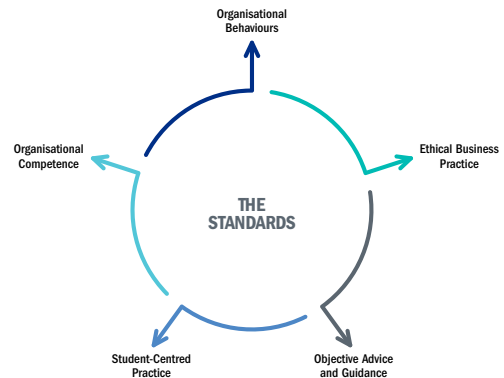 Organisational
Behaviours
Organisational
Competence
Ethical Business
Practice
THE
STANDARDS
Student-Centred
Practice
Objective Advice
and Guidance